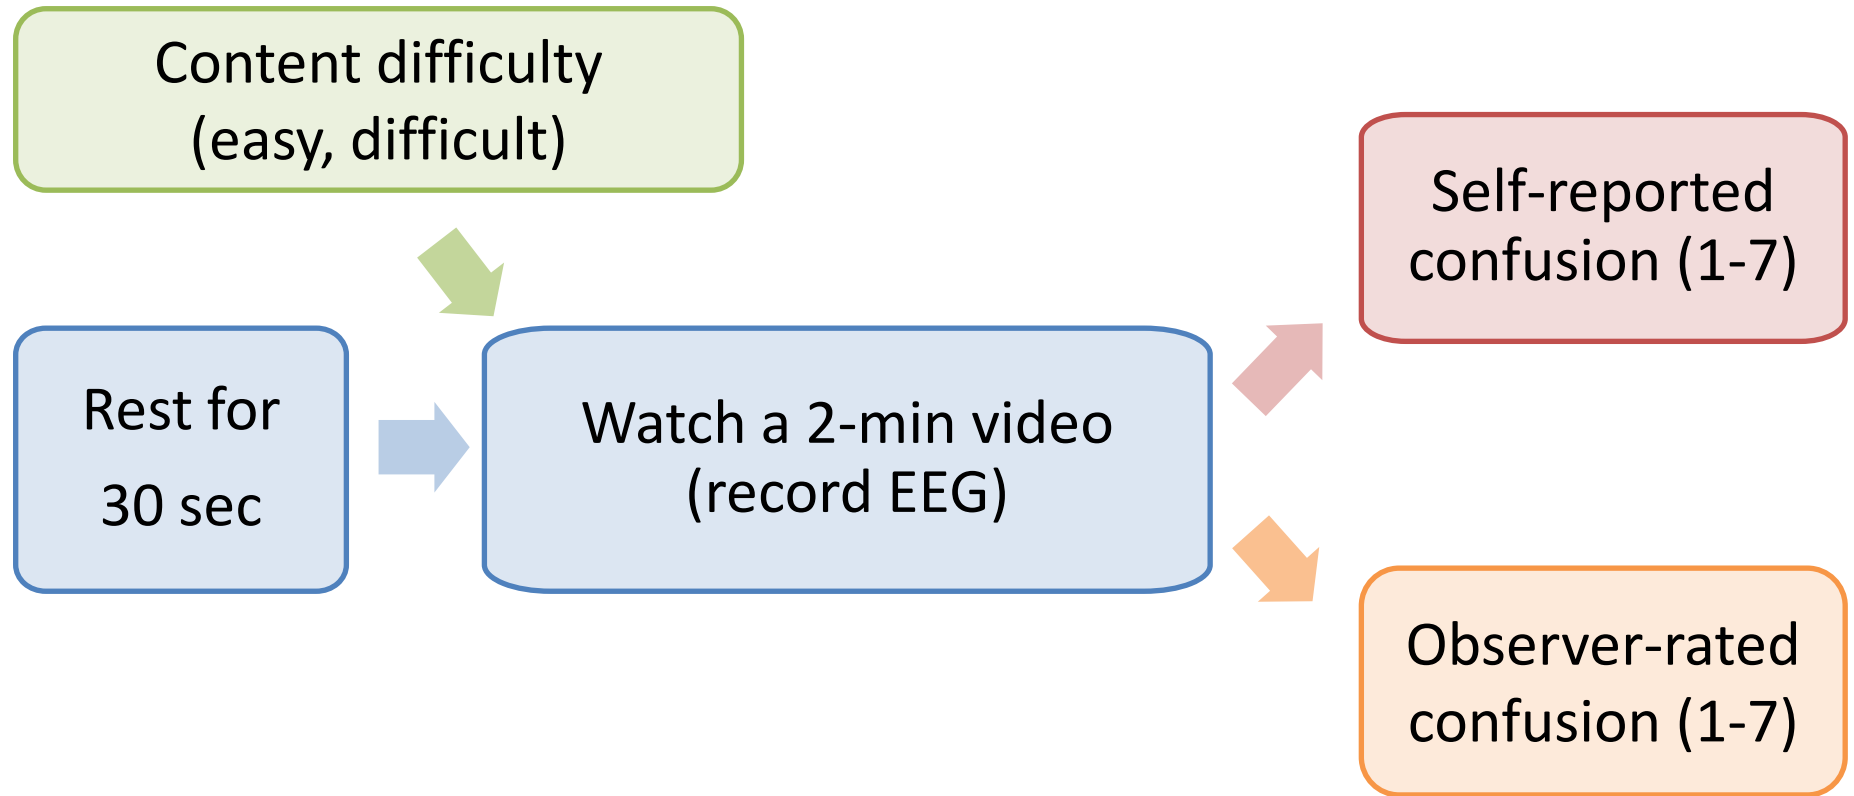 Content difficulty
(easy, difficult)
Rest for
30 sec
Watch a 2-min video
(record EEG)
Self-reported
confusion (1-7)
Observer-rated
confusion (1-7)